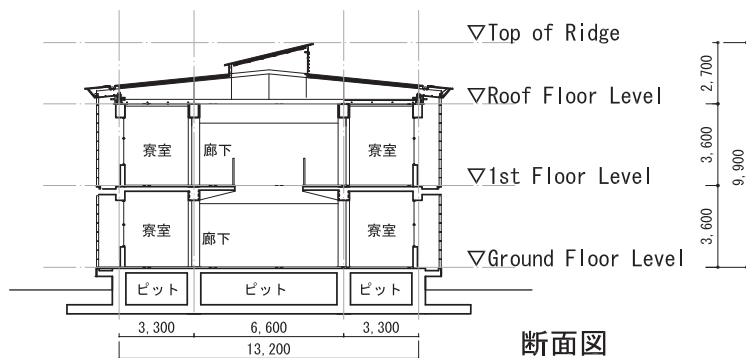 ▽Top of Ridge
2,700
▽Roof Floor Level
寮室 廊下 寮室
3,600
9,900
▽1st Floor Level
寮室 廊下 寮室
3,600
▽Ground Floor Level
ピット ピット ピット
3,300 6,600 3,300
13,200
断面図